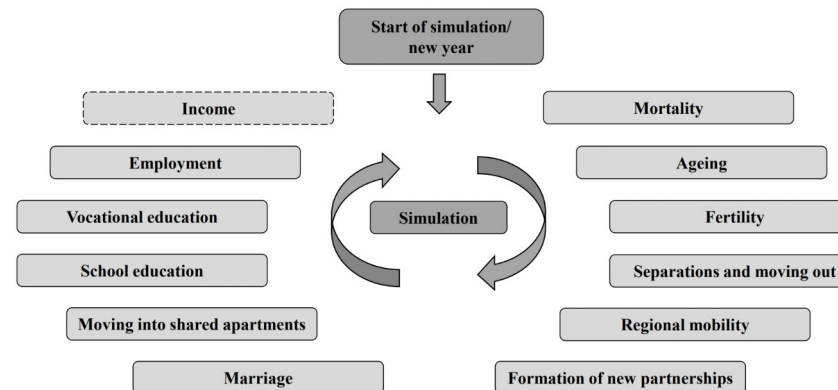 Start of simulation/
new year
Income
Mortality
Employment
Ageing
Vocational education
Simulation
Fertility
School education
Separations and moving out
Moving into shared apartments
Regional mobility
Marriage
Formation of new partnerships